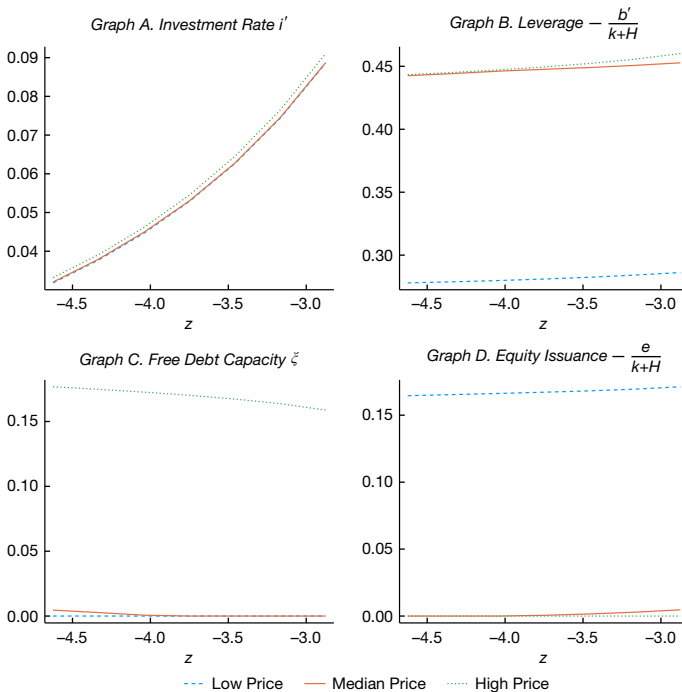 Graph A. Investment Rate i′
0.09
0.08
0.07
0.06
0.05
0.04
−4.5 −4.0 −3.5 −3.0
z
Graph B. Leverage − b′/k+H
0.45
0.40
0.35
0.30
−4.5 −4.0 −3.5 −3.0
z
Graph C. Free Debt Capacity ξ
0.15
0.10
0.05
0.00
−4.5 −4.0 −3.5 −3.0
z
Graph D. Equity Issuance − e/k+H
0.15
0.10
0.05
0.00
−4.5 −4.0 −3.5 −3.0
z
Low Price Median Price High Price